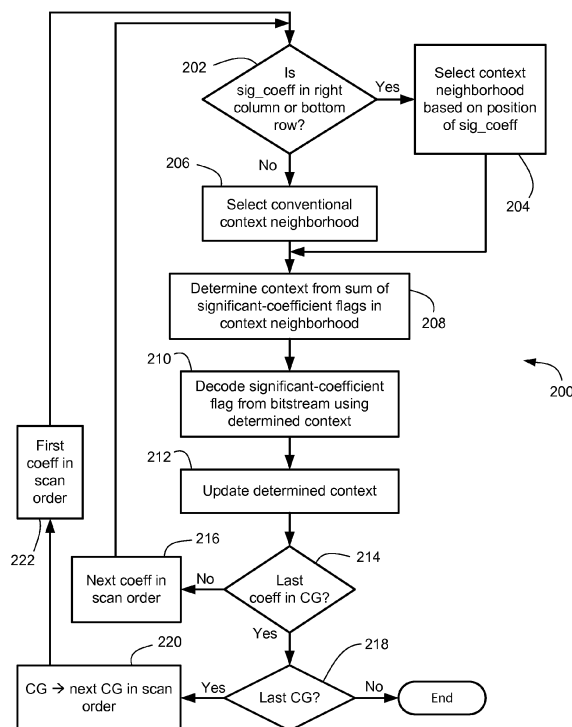 202
Is
sig_coeff in right
column or bottom
row?
Yes
Select context
neighborhood
based on position
of sig_coeff
204
No
206
Select conventional
context neighborhood
Determine context from sum of
significant-coefficient flags in
context neighborhood
208
210
Decode significant-coefficient
flag from bitstream using
determined context
200
212
Update determined context
First
coeff in
scan
order
222
214
Last
coeff in CG?
No
216
Next coeff in
scan order
Yes
218
Last CG?
No
End
Yes
220
CG → next CG in scan
order